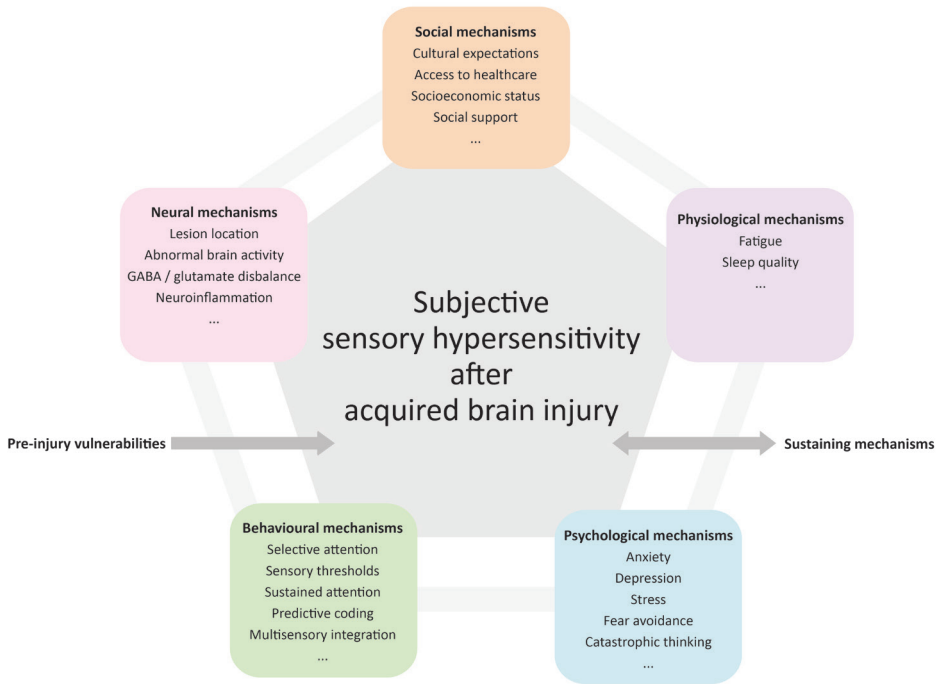 Social mechanisms
Cultural expectations
Access to healthcare
Socioeconomic status
Social support
...
Neural mechanisms
Lesion location
Abnormal brain activity
GABA / glutamate disbalance
Neuroinflammation
...
Physiological mechanisms
Fatigue
Sleep quality
...
Subjective
sensory hypersensitivity
after
acquired brain injury
Pre-injury vulnerabilities
Sustaining mechanisms
Behavioural mechanisms
Selective attention
Sensory thresholds
Sustained attention
Predictive coding
Multisensory integration
...
Psychological mechanisms
Anxiety
Depression
Stress
Fear avoidance
Catastrophic thinking
...